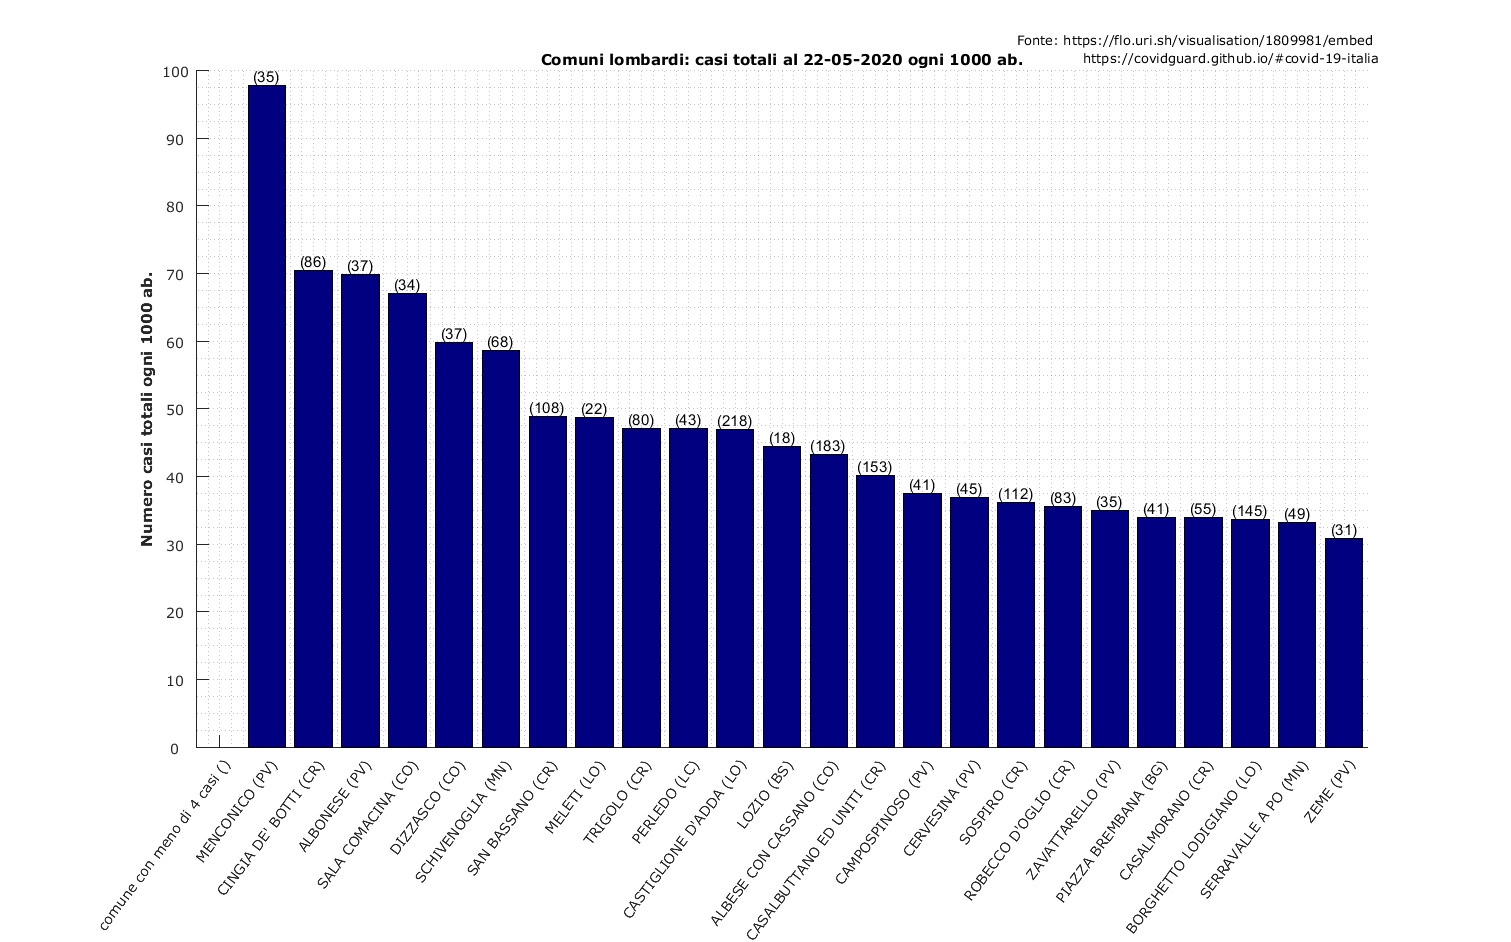 Fonte: https://flo.uri.sh/visualisation/1809981/embed
https://covidguard.github.io/#covid-19-italia
Comuni lombardi: casi totali al 22-05-2020 ogni 1000 ab.
Numero casi totali ogni 1000 ab.
100
90
80
70
60
50
40
30
20
10
0
(35)
(86)
(37)
(34)
(37)
(68)
(108)
(22)
(80)
(43)
(218)
(18)
(183)
(153)
(41)
(45)
(112)
(83)
(35)
(41)
(55)
(145)
(49)
(31)
comune con meno di 4 casi ()
MENCONICO (PV)
CINGIA DE' BOTTI (CR)
ALBONESE (PV)
SALA COMACINA (CO)
DIZZASCO (CO)
SCHIVENOGLIA (MN)
SAN BASSANO (CR)
MELETI (LO)
TRIGOLO (CR)
PERLEDO (LC)
CASTIGLIONE D'ADDA (LO)
LOZIO (BS)
ALBESE CON CASSANO (CO)
CASALBUTTANO ED UNITI (CR)
CAMPOSPINOSO (PV)
CERVESINA (PV)
SOSPIRO (CR)
ROBECCO D'OGLIO (CR)
ZAVATTARELLO (PV)
PIAZZA BREMBANA (BG)
CASALMORANO (CR)
BORGHETTO LODIGIANO (LO)
SERRAVALLE A PO (MN)
ZEME (PV)